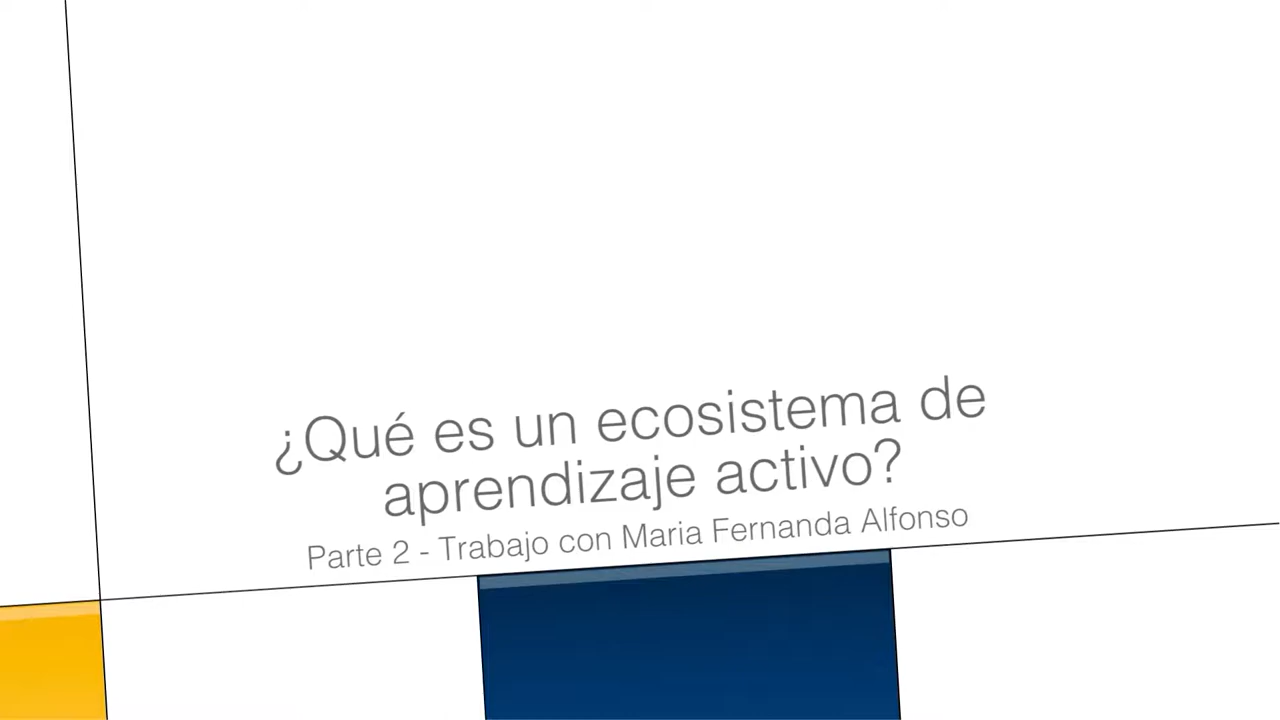 ¿Qué es un ecosistema de
aprendizaje activo?
Parte 2 - Trabajo con Maria Fernanda Alfonso